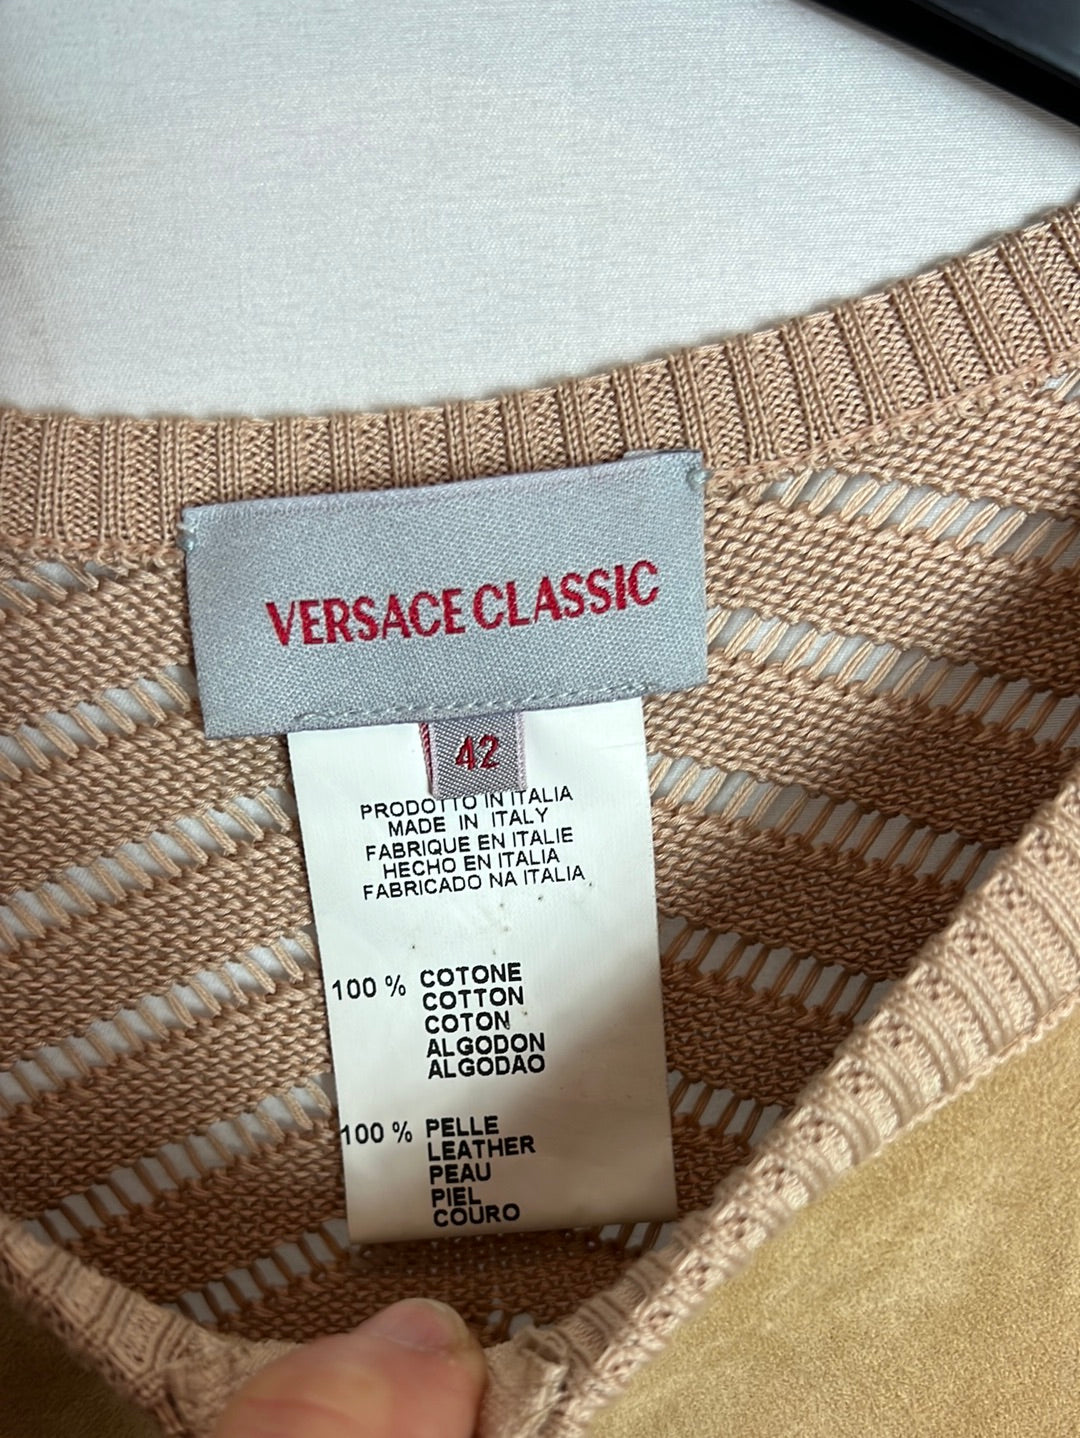 VERSACE CLASSIC
42
PRODOTTO IN ITALIA
MADE IN ITALY
FABRIQUE EN ITALIE
HECHO EN ITALIA
FABRICADO NA ITALIA
100 % COTONE
COTTON
COTON
ALGODON
ALGODAO
100 % PELLE
LEATHER
PEAU
PIEL
COURO